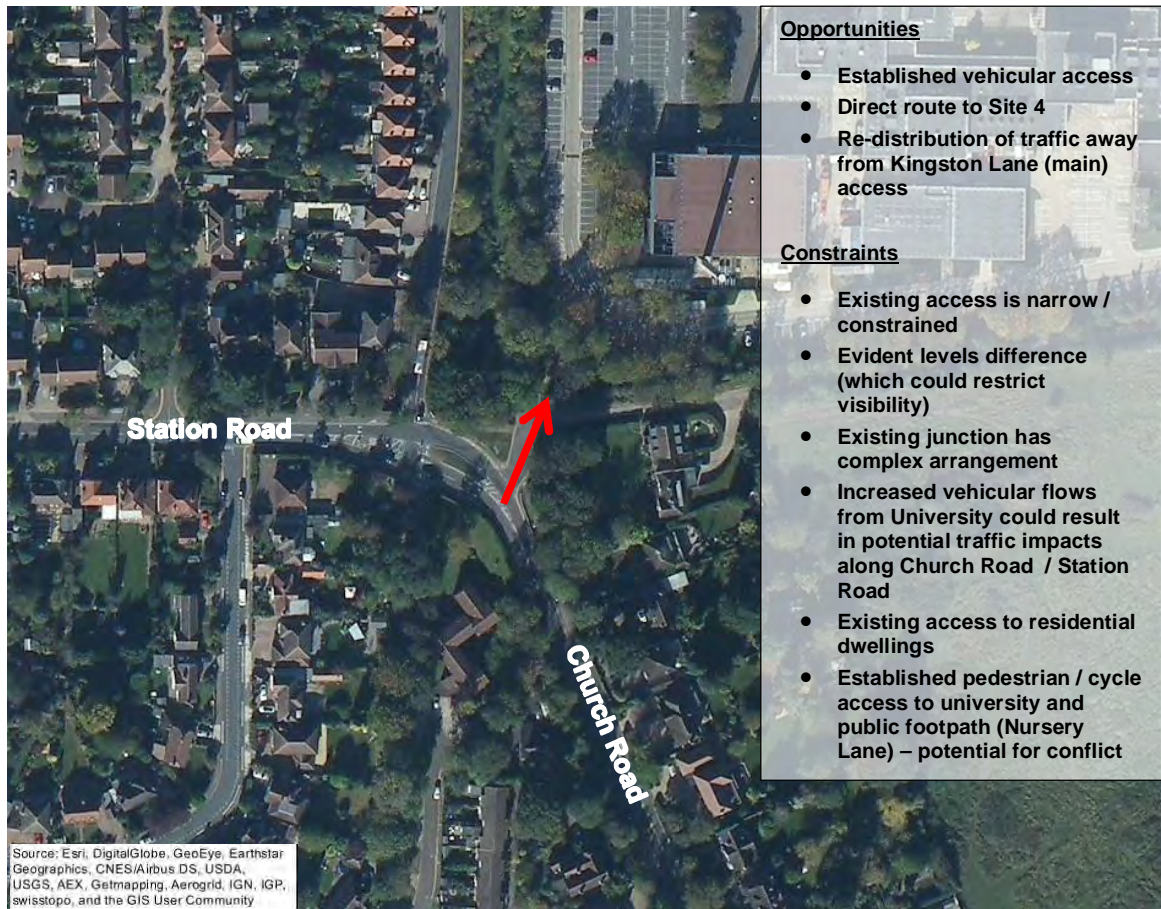 Opportunities
• Established vehicular access
• Direct route to Site 4
• Re-distribution of traffic away
from Kingston Lane (main)
access
Constraints
• Existing access is narrow /
constrained
• Evident levels difference
(which could restrict
visibility)
• Existing junction has
complex arrangement
• Increased vehicular flows
from University could result
in potential traffic impacts
along Church Road / Station
Road
• Existing access to residential
dwellings
• Established pedestrian / cycle
access to university and
public footpath (Nursery
Lane) – potential for conflict
Station Road
Church Road
Source: Esri, DigitalGlobe, GeoEye, Earthstar
Geographics, CNES/Airbus DS, USDA,
USGS, AEX, Getmapping, Aerogrid, IGN, IGP,
swisstopo, and the GIS User Community